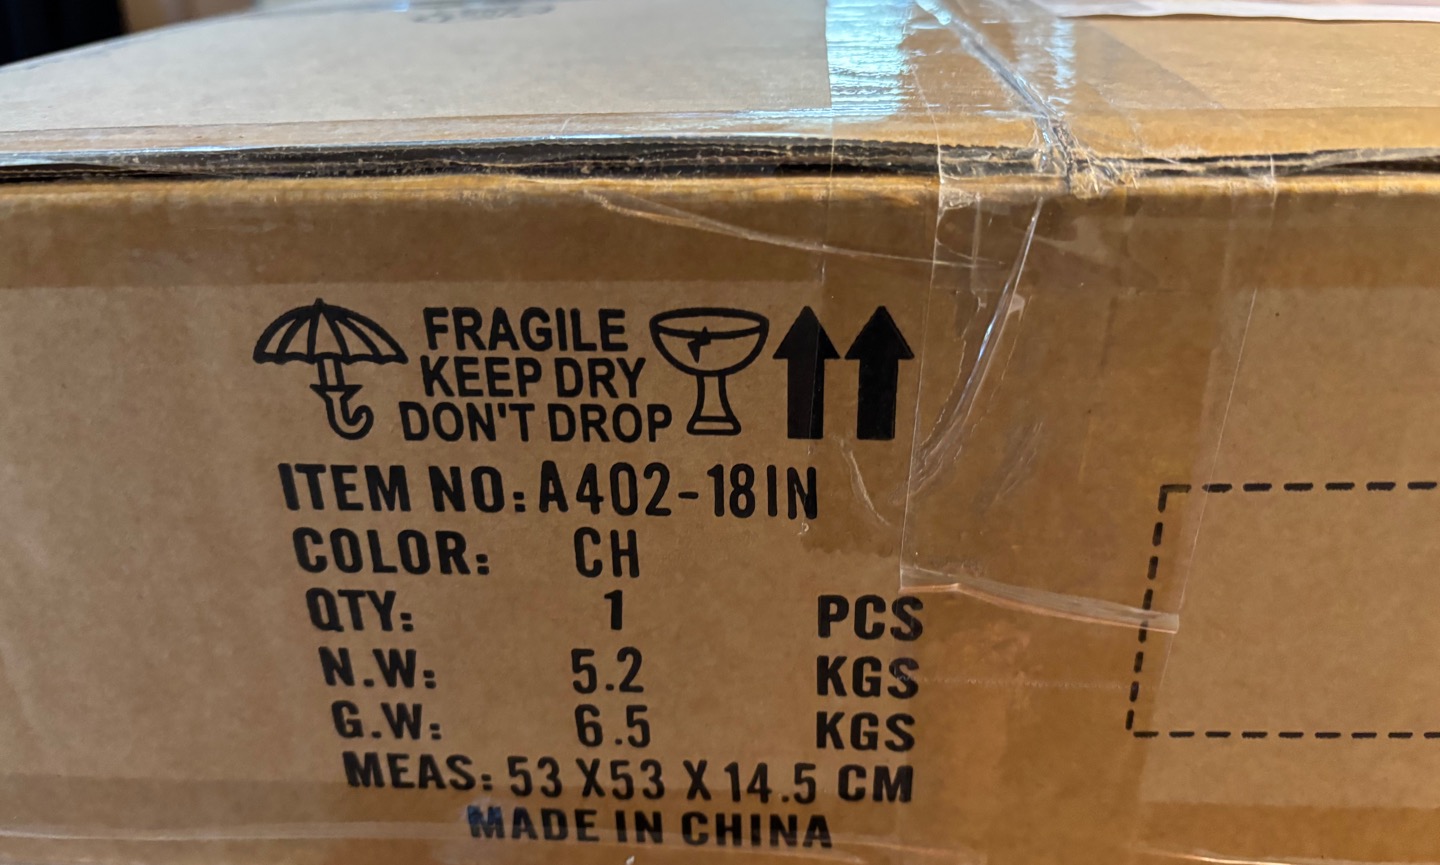 FRAGILE
KEEP DRY
DON'T DROP
ITEM NO: A402-18IN
COLOR: CH
QTY: 1 PCS
N.W: 5.2 KGS
G.W: 6.5 KGS
MEAS: 53 X53 X 14.5 CM
MADE IN CHINA